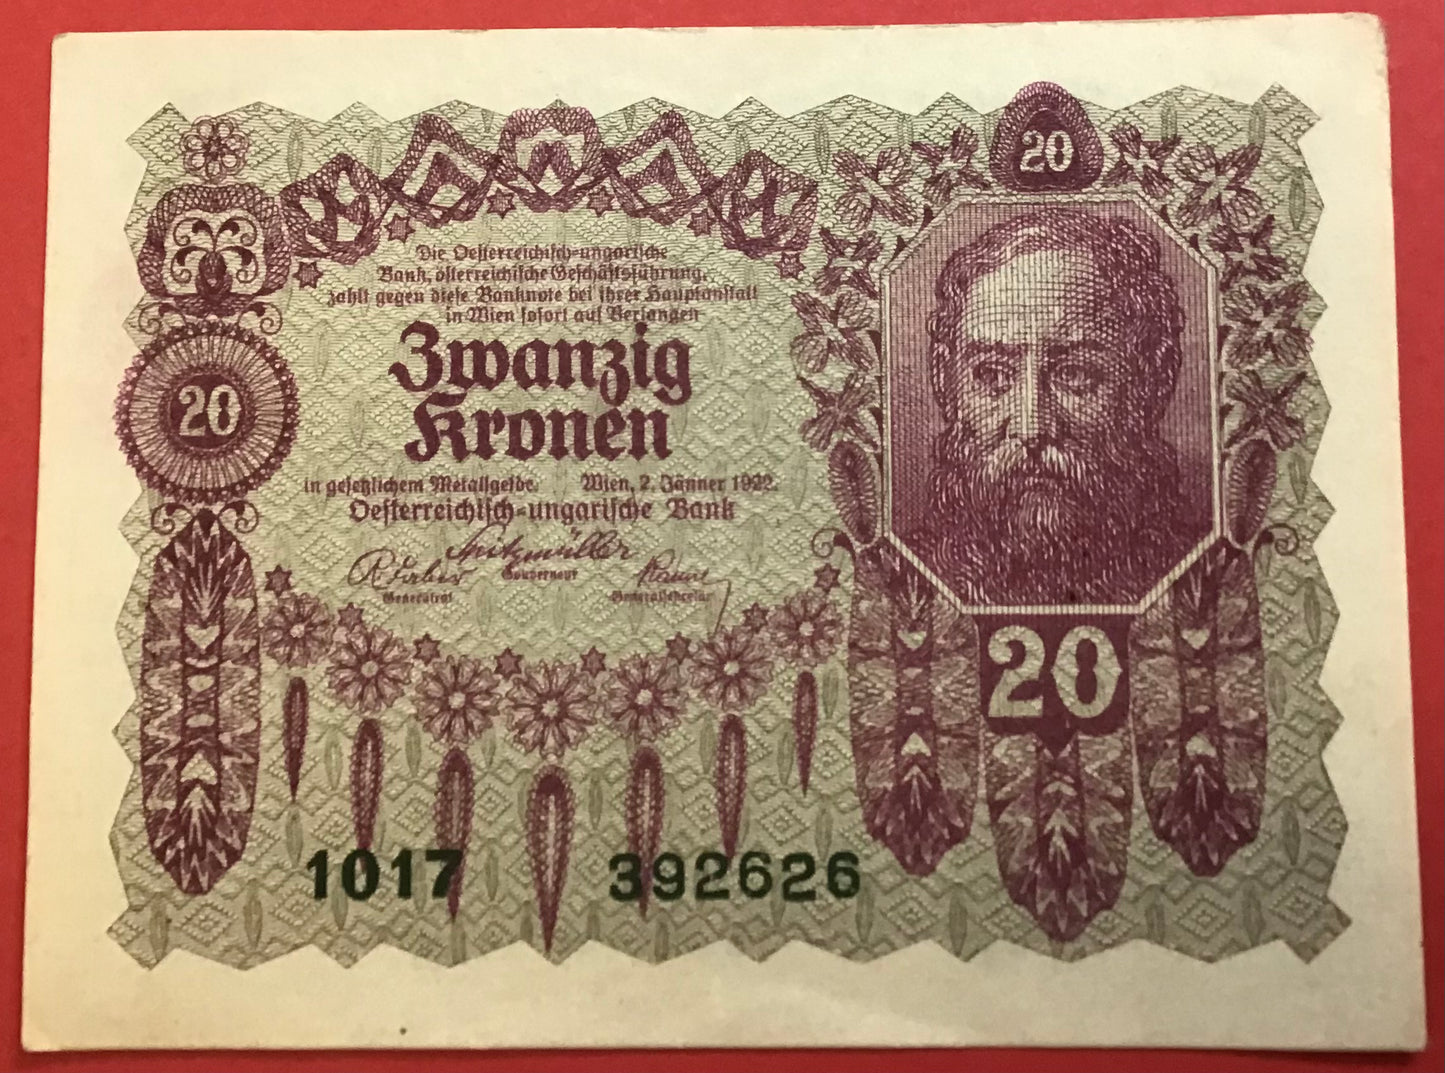 20
Die Oesterreichisch-ungarische
Bank, österreichische Geschäftsführung,
zahlt gegen diese Banknote bei ihrer Hauptanstalt
in Wien sofort auf Verlangen
20
Zwanzig
Kronen
in gesetzlichem Metallgelde. Wien, 2. Jänner 1922.
Oesterreichisch-ungarische Bank
Spitzmüller
Gouverneur
Generalrat
Generalsekretär
20
1017 392626